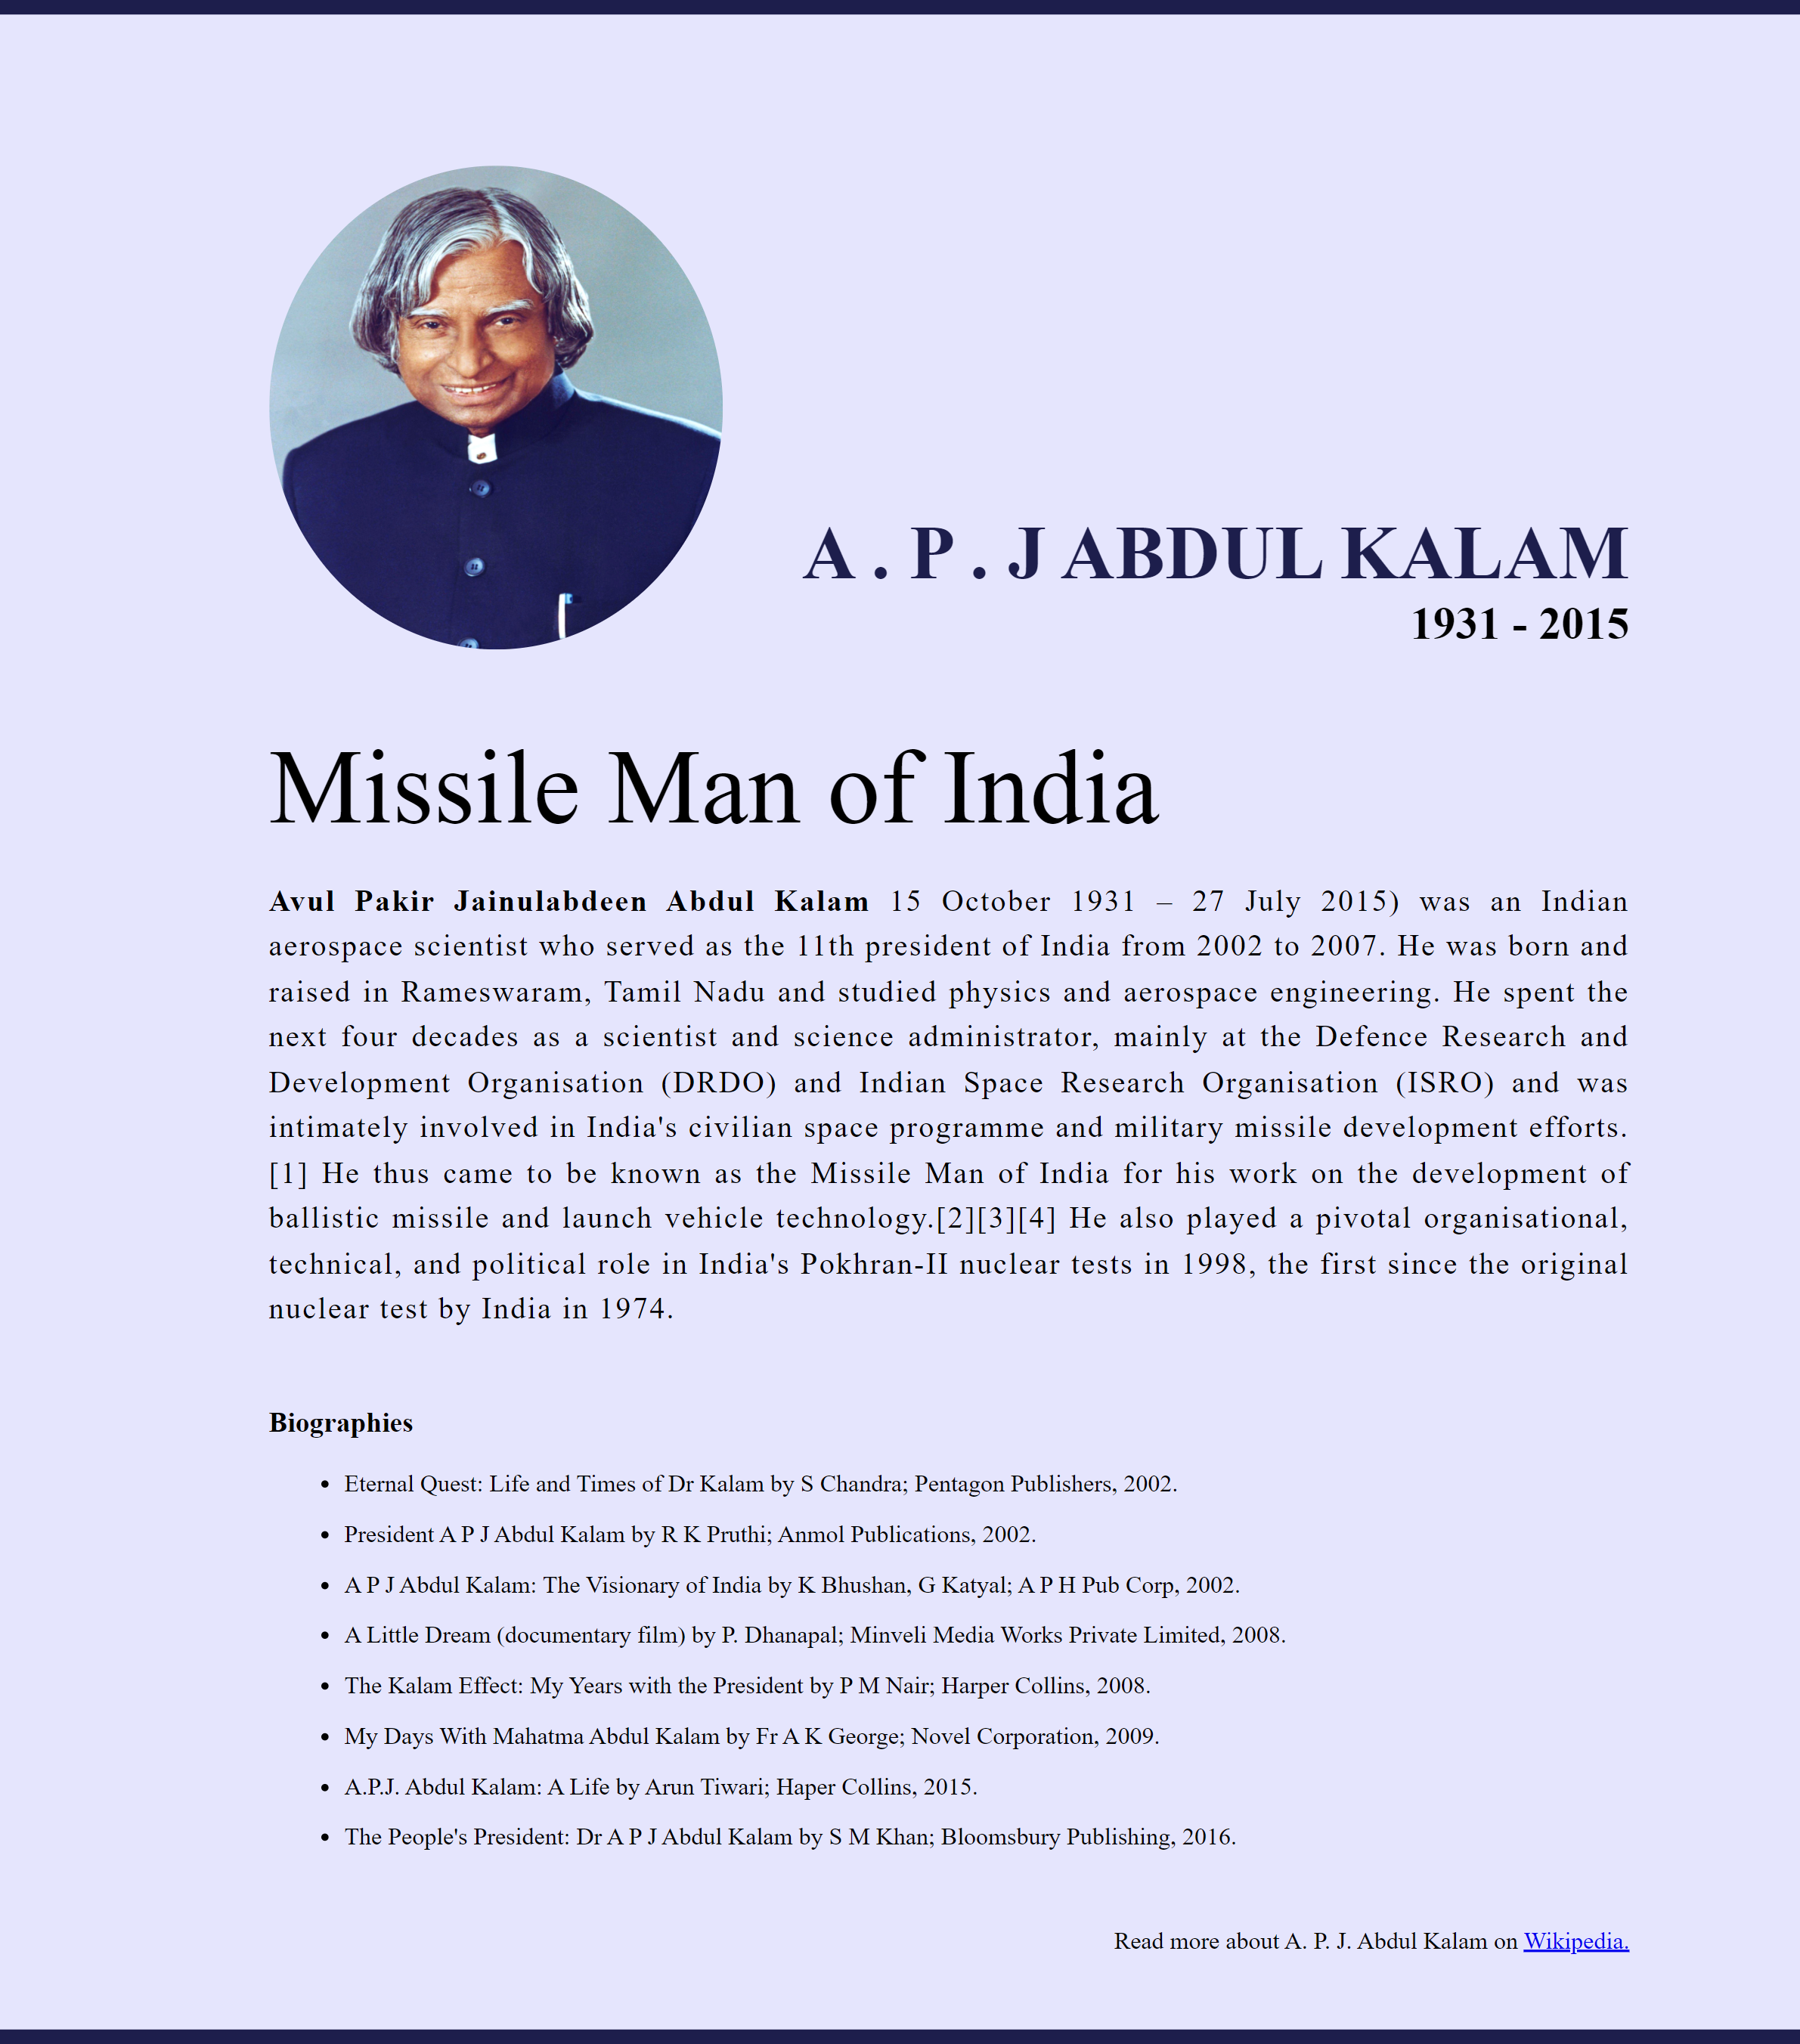 A . P . J ABDUL KALAM
1931 - 2015
Missile Man of India
Avul Pakir Jainulabdeen Abdul Kalam 15 October 1931 – 27 July 2015) was an Indian
aerospace scientist who served as the 11th president of India from 2002 to 2007. He was born and
raised in Rameswaram, Tamil Nadu and studied physics and aerospace engineering. He spent the
next four decades as a scientist and science administrator, mainly at the Defence Research and
Development Organisation (DRDO) and Indian Space Research Organisation (ISRO) and was
intimately involved in India's civilian space programme and military missile development efforts.
[1] He thus came to be known as the Missile Man of India for his work on the development of
ballistic missile and launch vehicle technology.[2][3][4] He also played a pivotal organisational,
technical, and political role in India's Pokhran-II nuclear tests in 1998, the first since the original
nuclear test by India in 1974.
Biographies
• Eternal Quest: Life and Times of Dr Kalam by S Chandra; Pentagon Publishers, 2002.
• President A P J Abdul Kalam by R K Pruthi; Anmol Publications, 2002.
• A P J Abdul Kalam: The Visionary of India by K Bhushan, G Katyal; A P H Pub Corp, 2002.
• A Little Dream (documentary film) by P. Dhanapal; Minveli Media Works Private Limited, 2008.
• The Kalam Effect: My Years with the President by P M Nair; Harper Collins, 2008.
• My Days With Mahatma Abdul Kalam by Fr A K George; Novel Corporation, 2009.
• A.P.J. Abdul Kalam: A Life by Arun Tiwari; Haper Collins, 2015.
• The People's President: Dr A P J Abdul Kalam by S M Khan; Bloomsbury Publishing, 2016.
Read more about A. P. J. Abdul Kalam on Wikipedia.